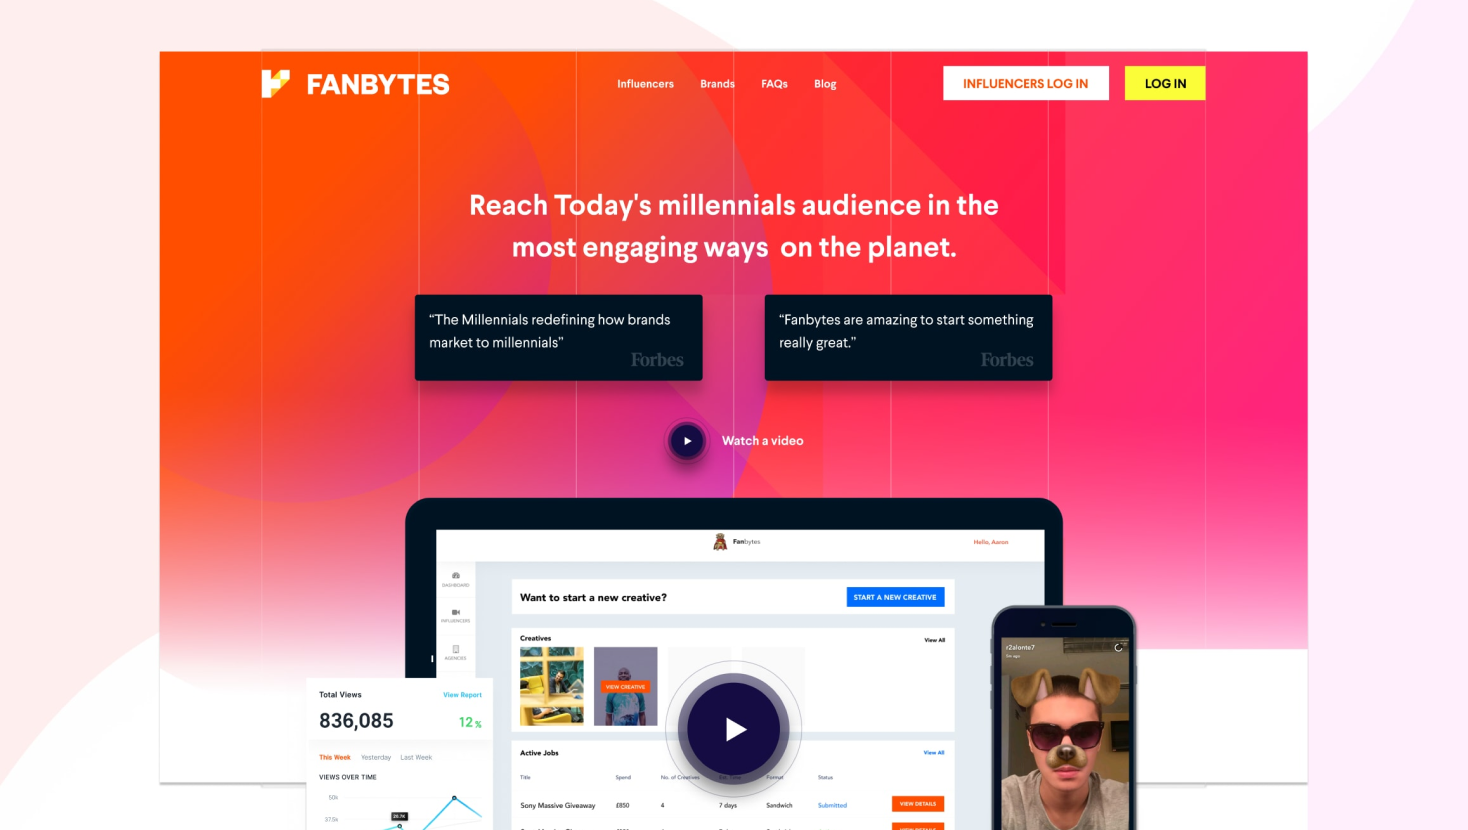 FANBYTES
Influencers Brands FAQs Blog
INFLUENCERS LOG IN
LOG IN
Reach Today's millennials audience in the
most engaging ways on the planet.
“The Millennials redefining how brands
market to millennials”
Forbes
“Fanbytes are amazing to start something
really great.”
Forbes
Watch a video
Fanbytes
Hello, Aaron
DASHBOARD
INFLUENCERS
AGENCIES
Want to start a new creative?
START A NEW CREATIVE
Creatives
View All
VIEW CREATIVE
Total Views
View Report
836,085
12%
This Week Yesterday Last Week
VIEWS OVER TIME
50k
37.5k
26.7K
Active Jobs
View All
Title Spend No. of Creatives Format Status
Sony Massive Giveaway £850 4 7 days Sandwich Submitted
VIEW DETAILS
r2alonte7